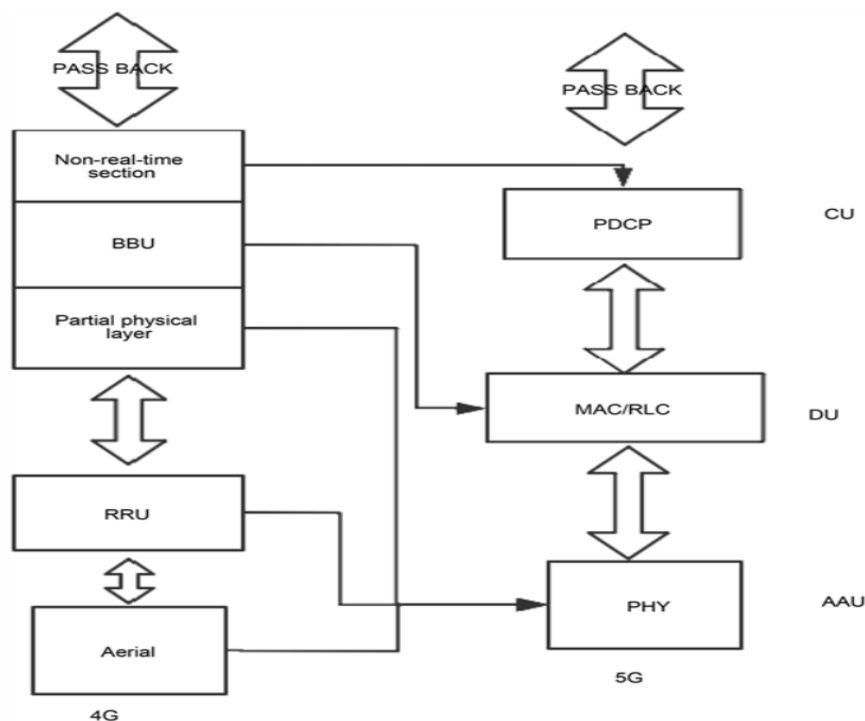 PASS BACK
Non-real-time
section
BBU
Partial physical
layer
RRU
Aerial
4G
PASS BACK
PDCP
CU
MAC/RLC
DU
PHY
AAU
5G